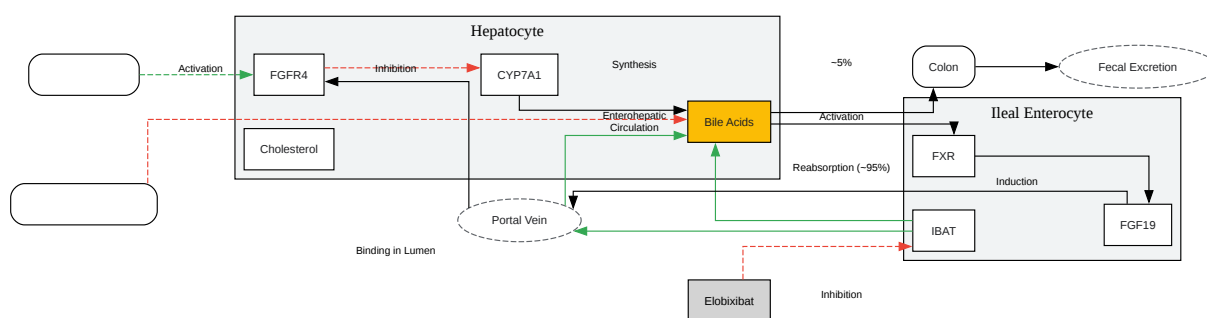 Hepatocyte
Activation
FGFR4
Inhibition
CYP7A1
Synthesis
~5%
Colon
Fecal Excretion
Enterohepatic
Circulation
Bile Acids
Activation
Ileal Enterocyte
Cholesterol
FXR
Reabsorption (~95%)
Induction
Portal Vein
IBAT
FGF19
Binding in Lumen
Elobixibat
Inhibition